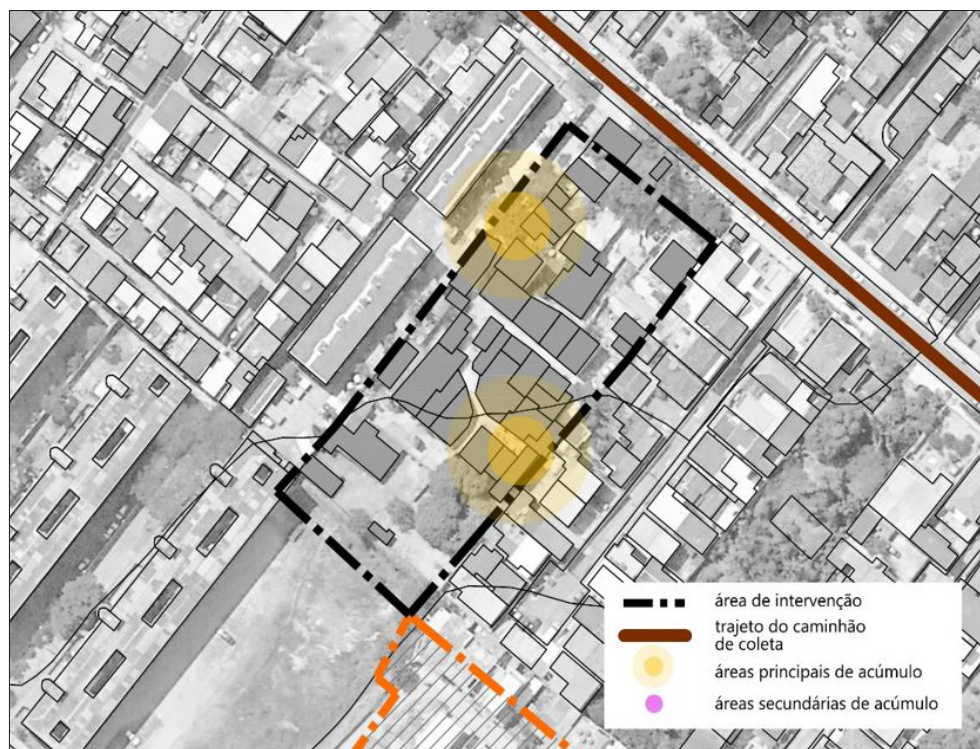 área de intervenção
trajeto do caminhão
de coleta
áreas principais de acúmulo
áreas secundárias de acúmulo